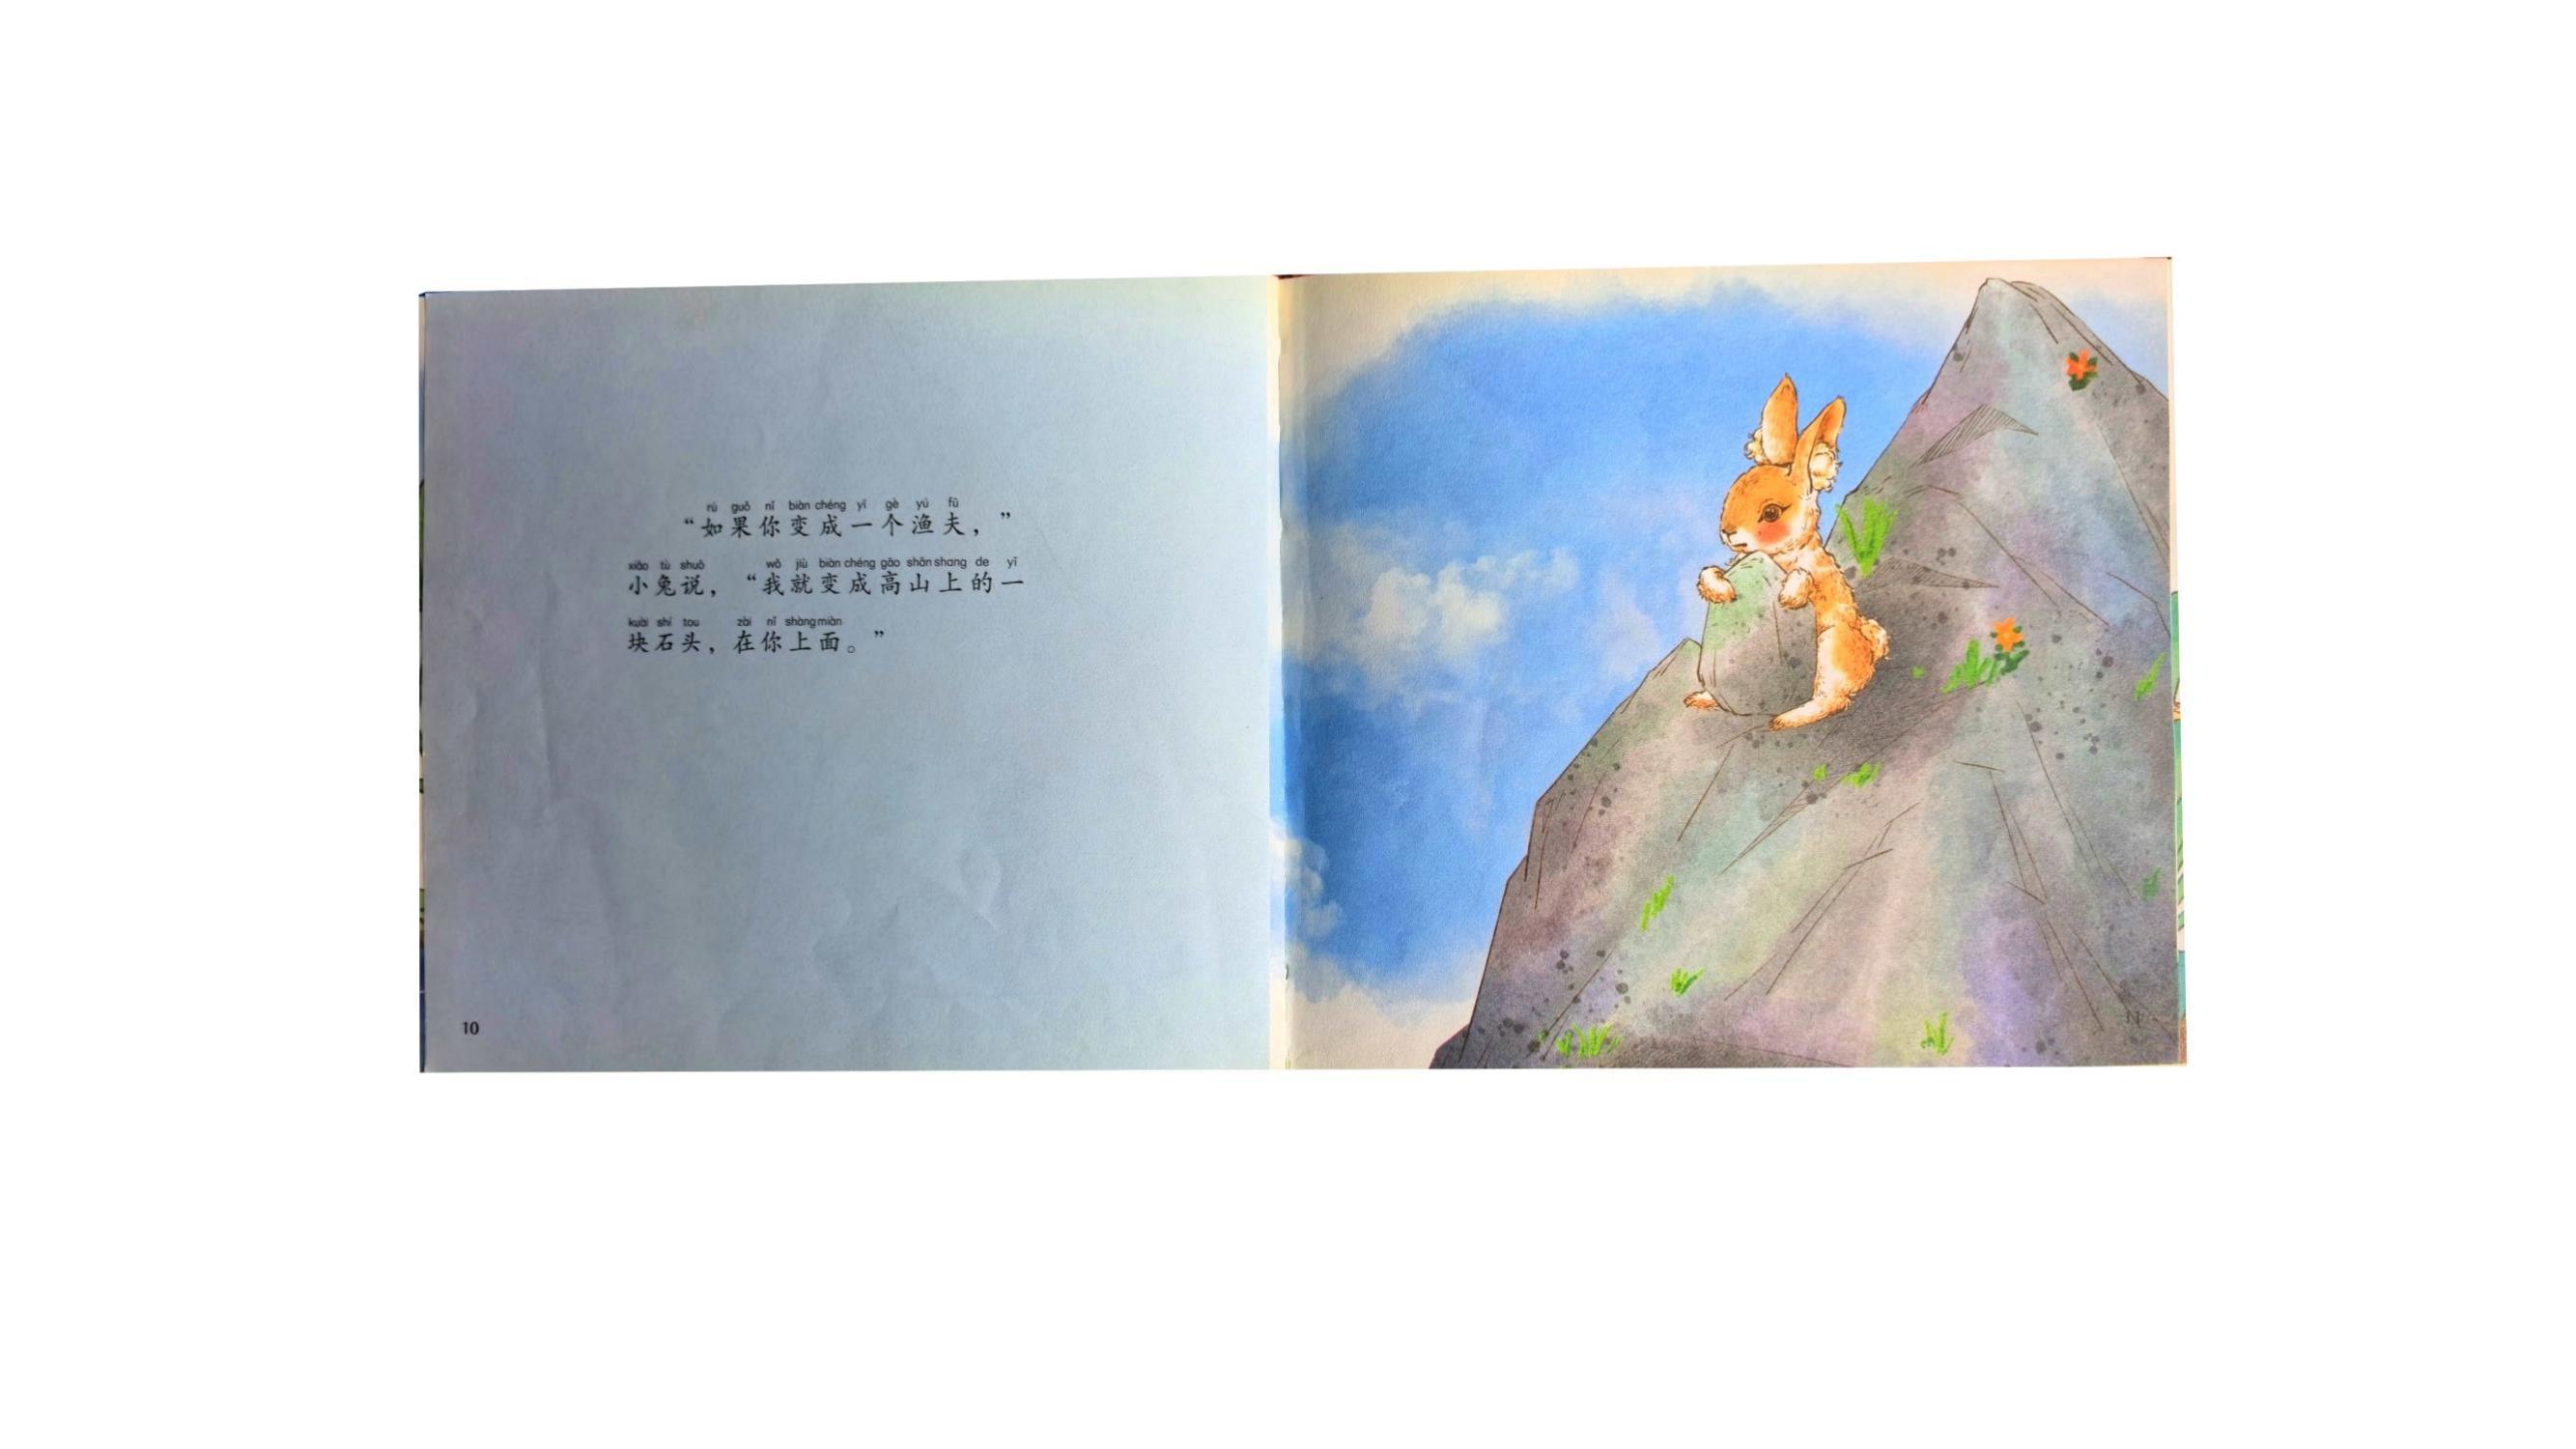 rú guǒ nǐ biàn chéng yī gè yú fū
“如果你变成一个渔夫，”
xiǎo tù shuō wǒ jiù biàn chéng gāo shān shang de yī
小兔说，“我就变成高山上的一
kuài shí tou zài nǐ shàng miàn
块石头，在你上面。”
10
11